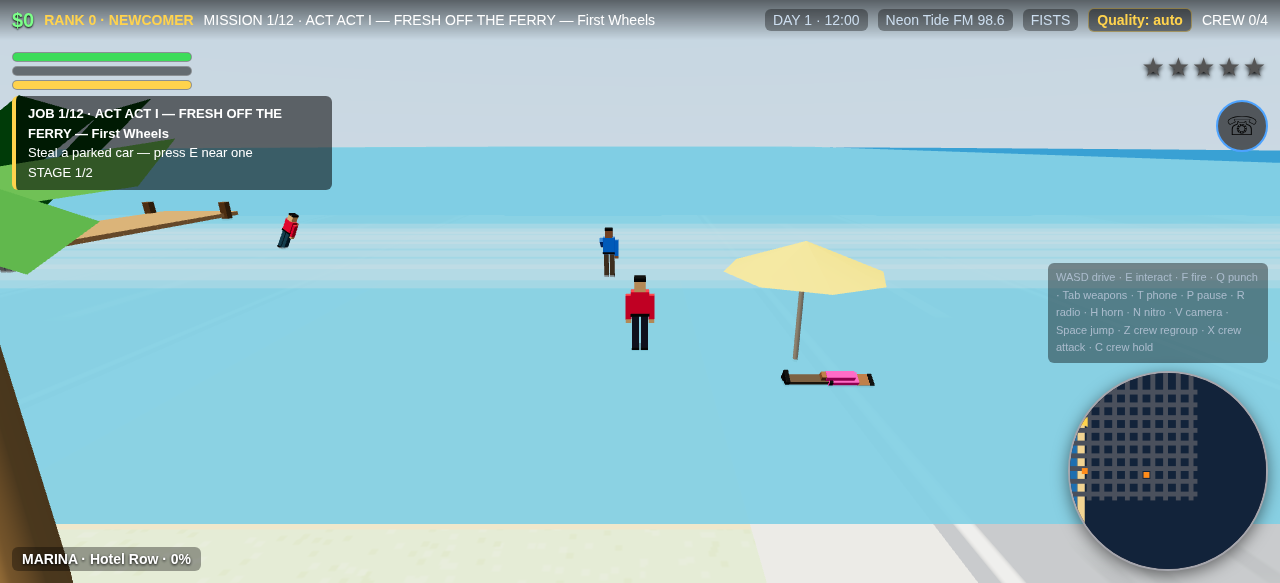 $0 RANK 0 · NEWCOMER MISSION 1/12 · ACT ACT I — FRESH OFF THE FERRY — First Wheels
DAY 1 · 12:00 Neon Tide FM 98.6 FISTS Quality: auto CREW 0/4
JOB 1/12 · ACT ACT I — FRESH OFF THE
FERRY — First Wheels
Steal a parked car — press E near one
STAGE 1/2
WASD drive · E interact · F fire · Q punch
· Tab weapons · T phone · P pause · R
radio · H horn · N nitro · V camera ·
Space jump · Z crew regroup · X crew
attack · C crew hold
MARINA · Hotel Row · 0%